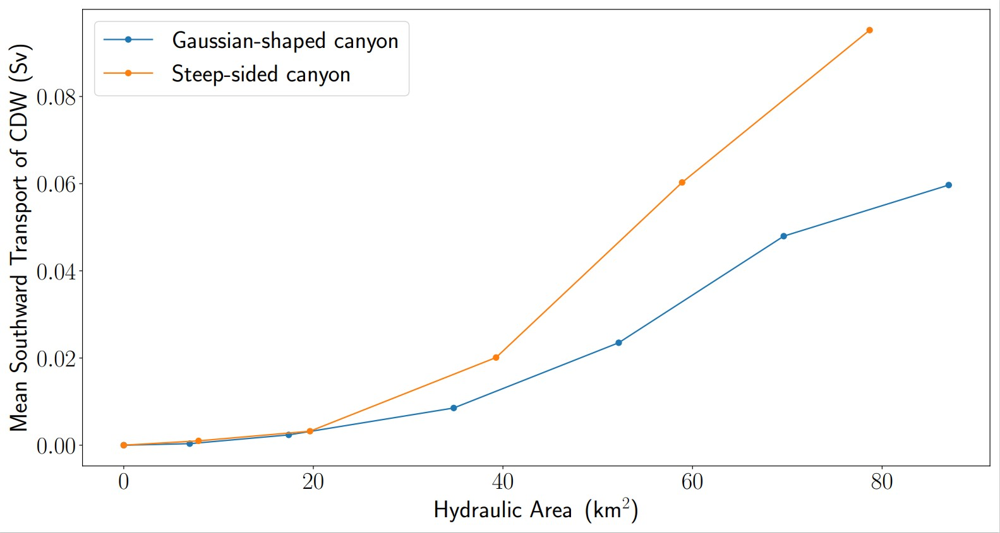 Gaussian-shaped canyon
Steep-sided canyon
Mean Southward Transport of CDW (Sv)
0.08
0.06
0.04
0.02
0.00
0 20 40 60 80
Hydraulic Area (km²)